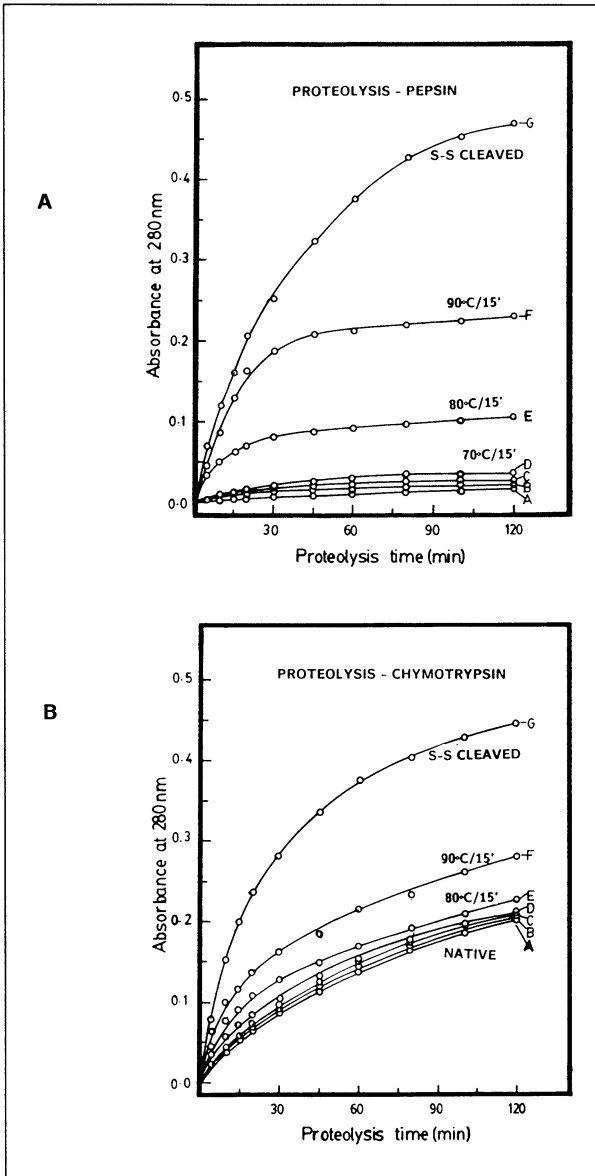 A
PROTEOLYSIS - PEPSIN
Absorbance at 280nm
0.5
0.4
0.3
0.2
0.1
0.0
G
S-S CLEAVED
90°C/15'
F
80°C/15'
E
70°C/15'
D
C
B
A
30
60
90
120
Proteolysis time (min)
B
PROTEOLYSIS - CHYMOTRYPSIN
Absorbance at 280nm
0.5
0.4
0.3
0.2
0.1
0.0
G
S-S CLEAVED
90°C/15'
F
80°C/15'
E
D
C
B
NATIVE
A
30
60
90
120
Proteolysis time (min)